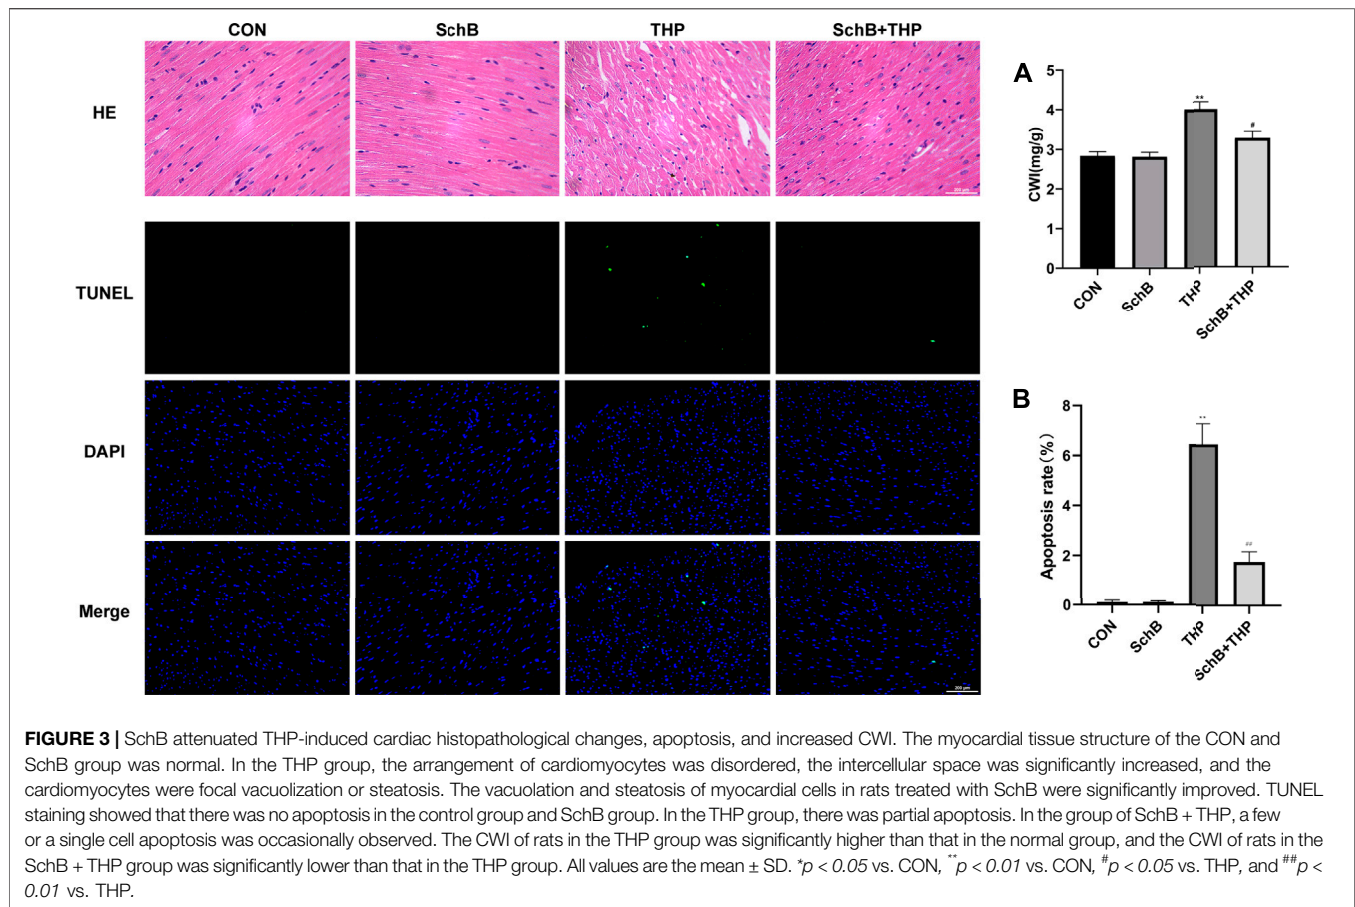 CON SchB THP SchB+THP
HE
200 μm
TUNEL
DAPI
Merge
200 μm
A
CWI(mg/g)
5
4
3
2
1
0
**
#
CON SchB THP SchB+THP
B
Apoptosis rate (%)
8
6
4
2
0
**
##
CON SchB THP SchB+THP
FIGURE 3 | SchB attenuated THP-induced cardiac histopathological changes, apoptosis, and increased CWI. The myocardial tissue structure of the CON and
SchB group was normal. In the THP group, the arrangement of cardiomyocytes was disordered, the intercellular space was significantly increased, and the
cardiomyocytes were focal vacuolization or steatosis. The vacuolation and steatosis of myocardial cells in rats treated with SchB were significantly improved. TUNEL
staining showed that there was no apoptosis in the control group and SchB group. In the THP group, there was partial apoptosis. In the group of SchB + THP, a few
or a single cell apoptosis was occasionally observed. The CWI of rats in the THP group was significantly higher than that in the normal group, and the CWI of rats in the
SchB + THP group was significantly lower than that in the THP group. All values are the mean ± SD. *p < 0.05 vs. CON, **p < 0.01 vs. CON, #p < 0.05 vs. THP, and ##p <
0.01 vs. THP.